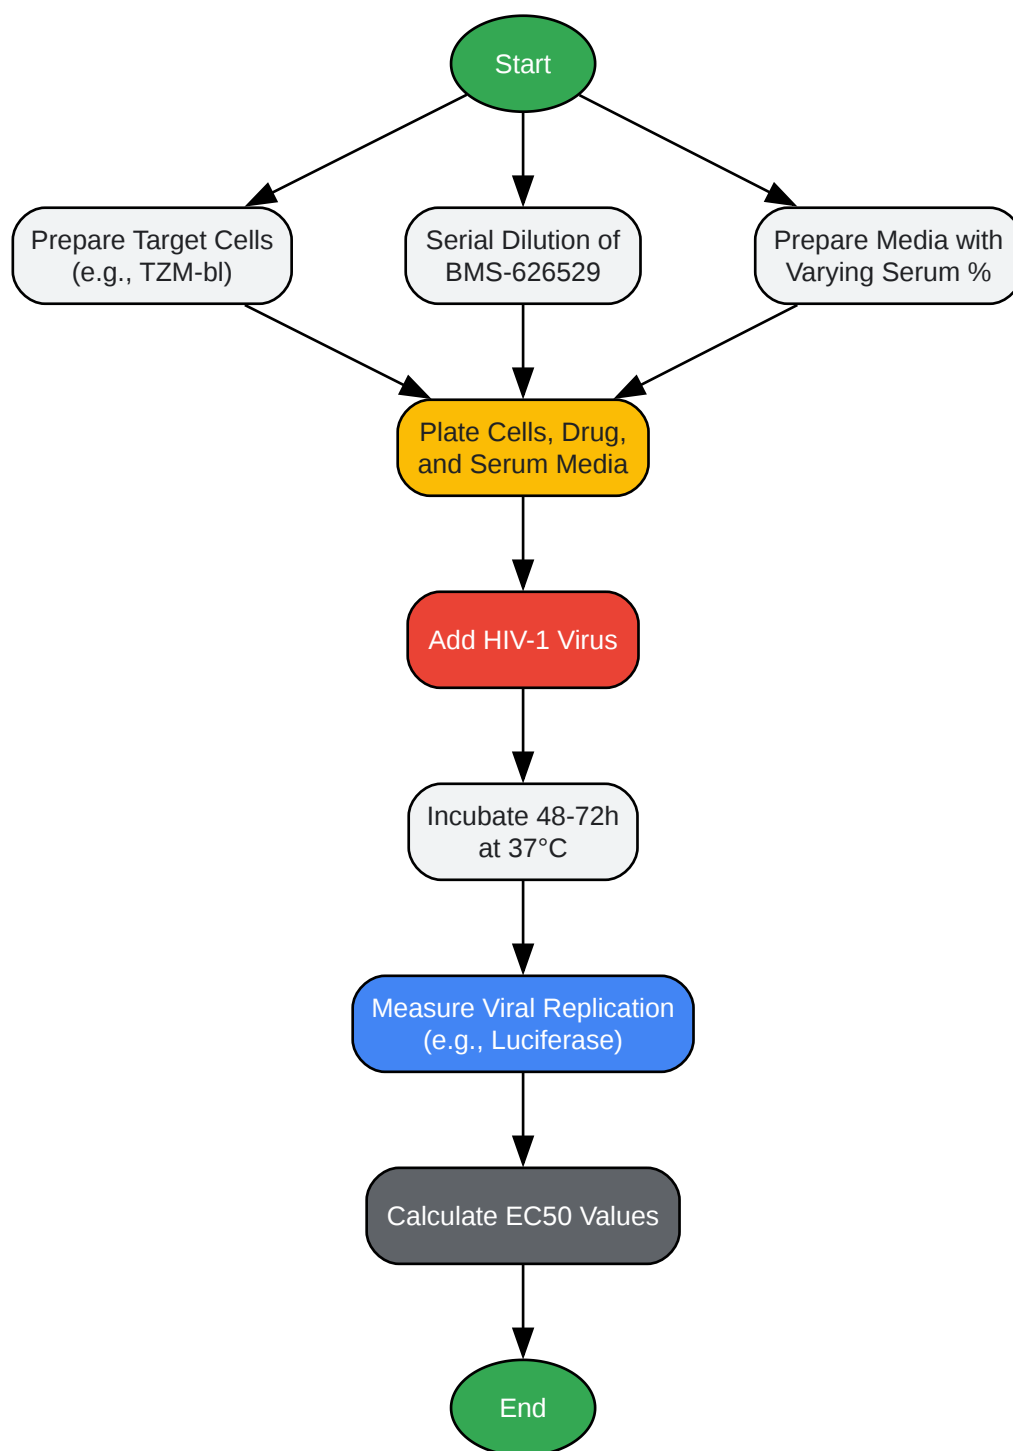 Start
Prepare Target Cells
(e.g., TZM-bl)
Serial Dilution of
BMS-626529
Prepare Media with
Varying Serum %
Plate Cells, Drug,
and Serum Media
Add HIV-1 Virus
Incubate 48-72h
at 37°C
Measure Viral Replication
(e.g., Luciferase)
Calculate EC50 Values
End